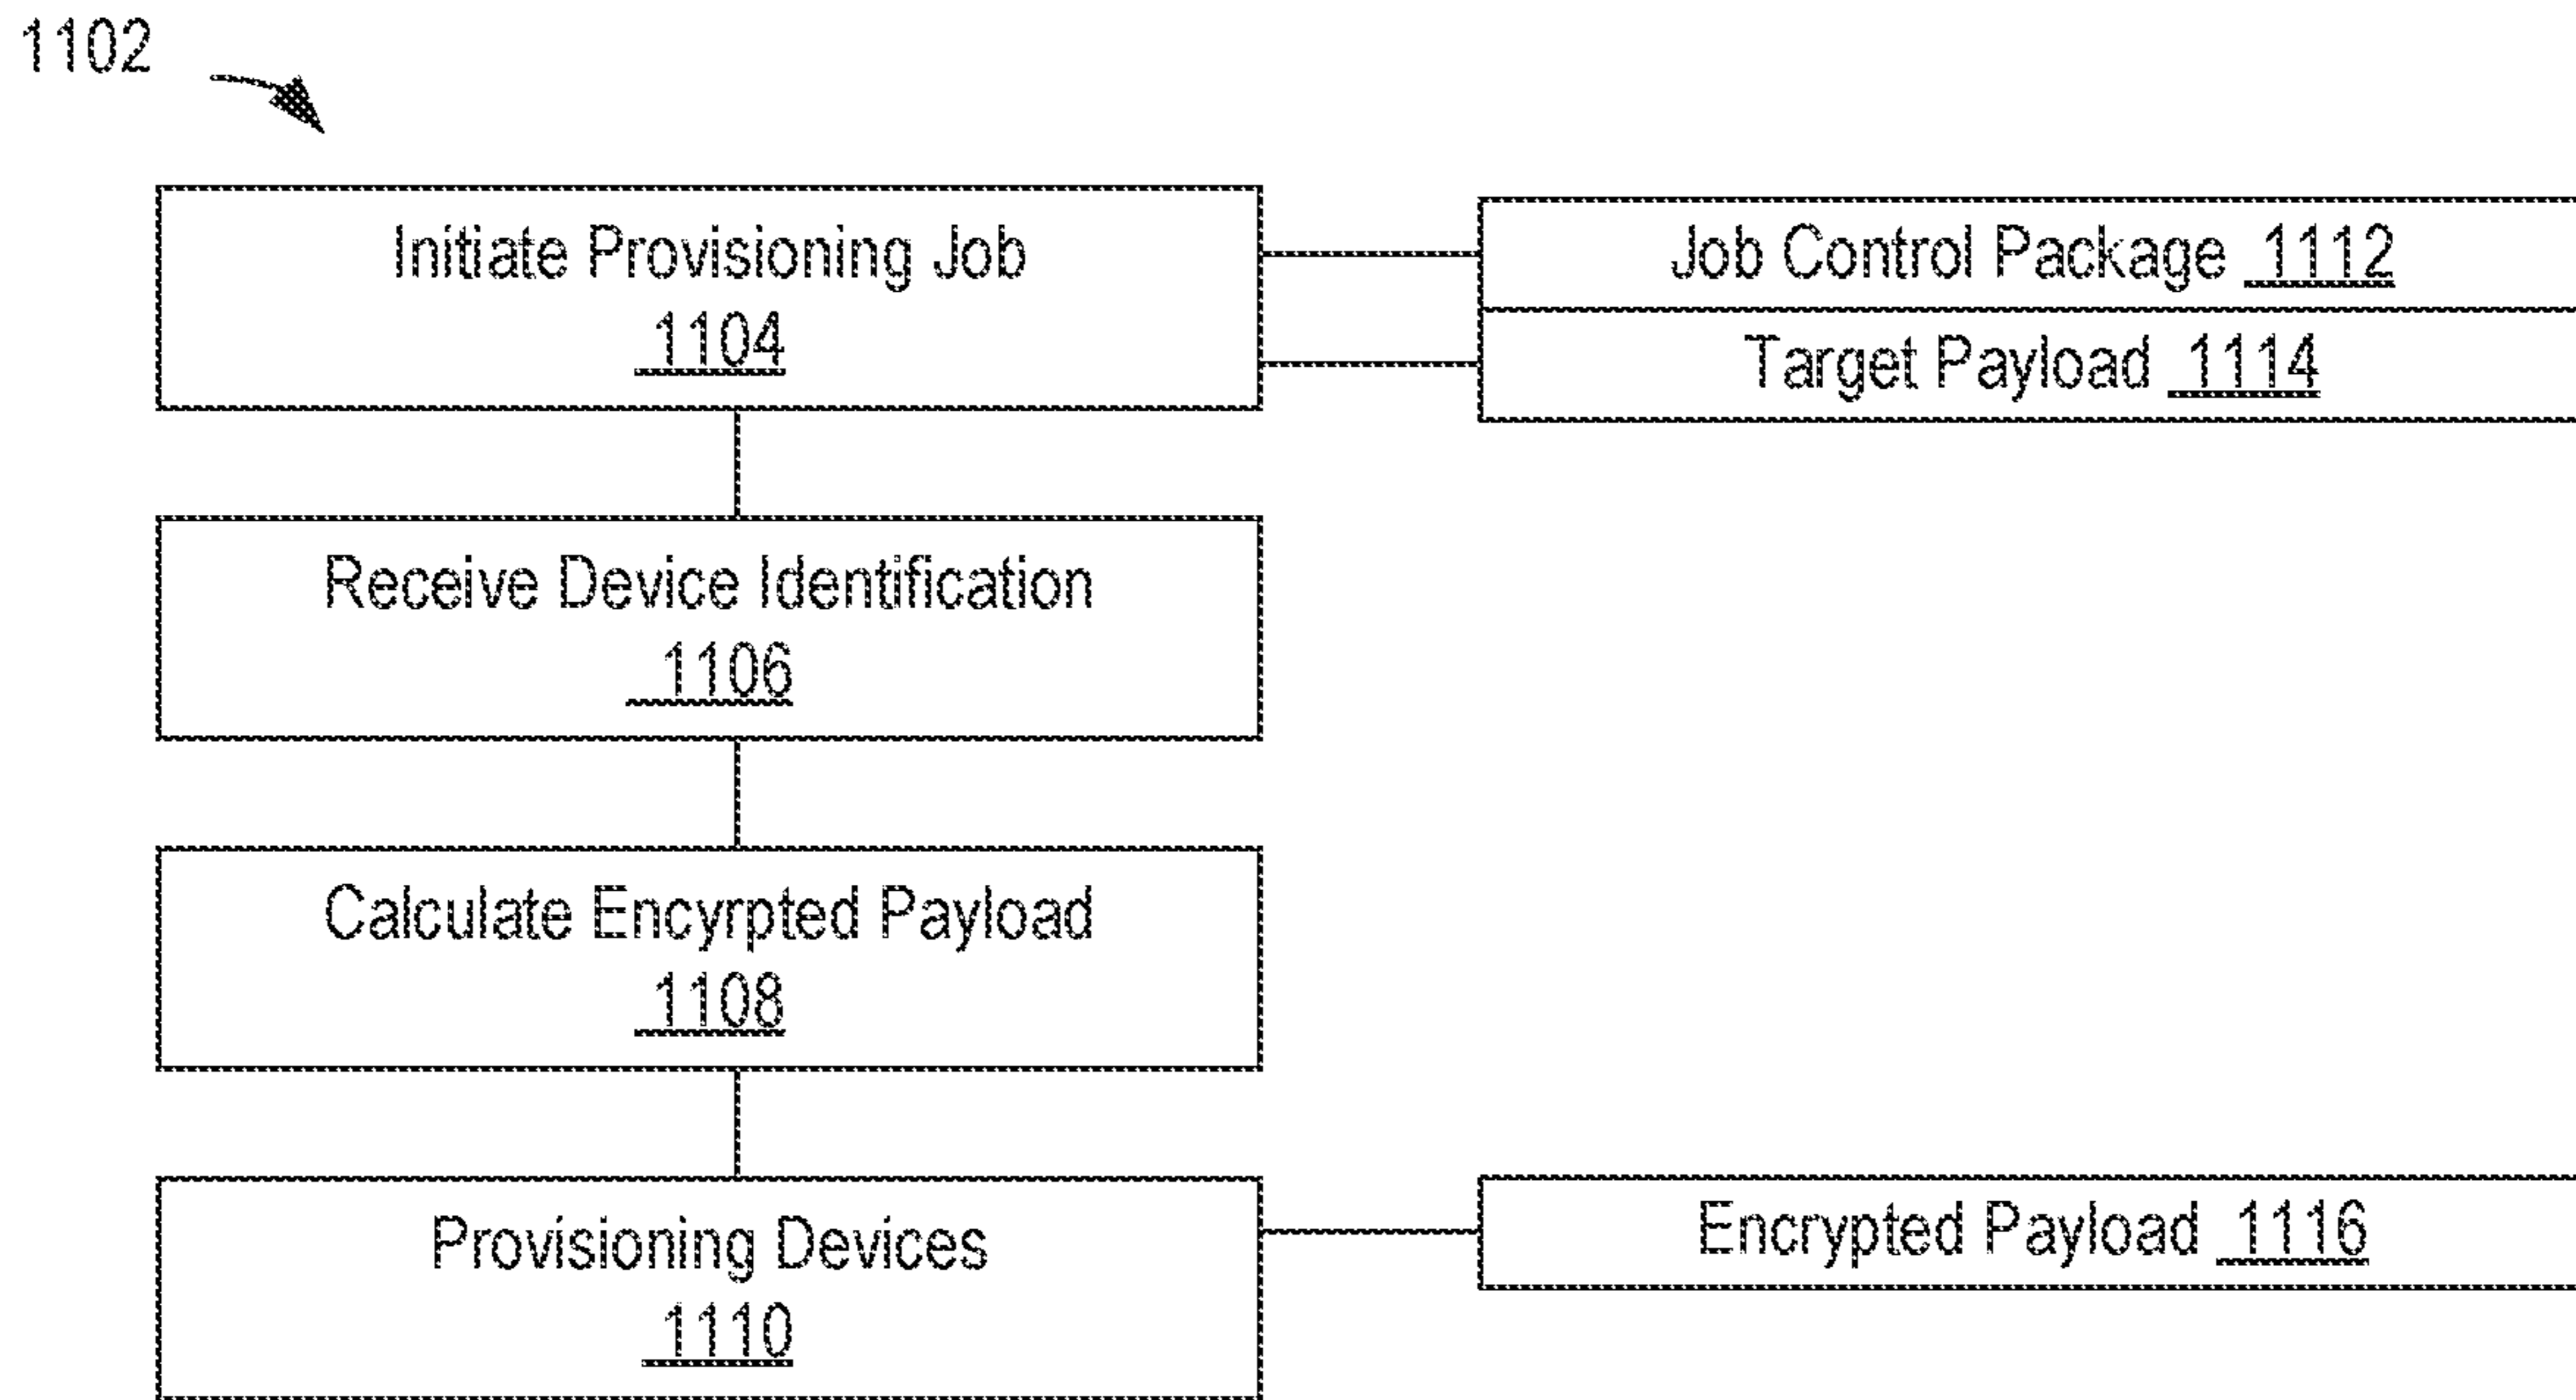 1102
Initiate Provisioning Job
1104
Job Control Package 1112
Target Payload 1114
Receive Device Identification
1106
Calculate Encyrpted Payload
1108
Provisioning Devices
1110
Encrypted Payload 1116